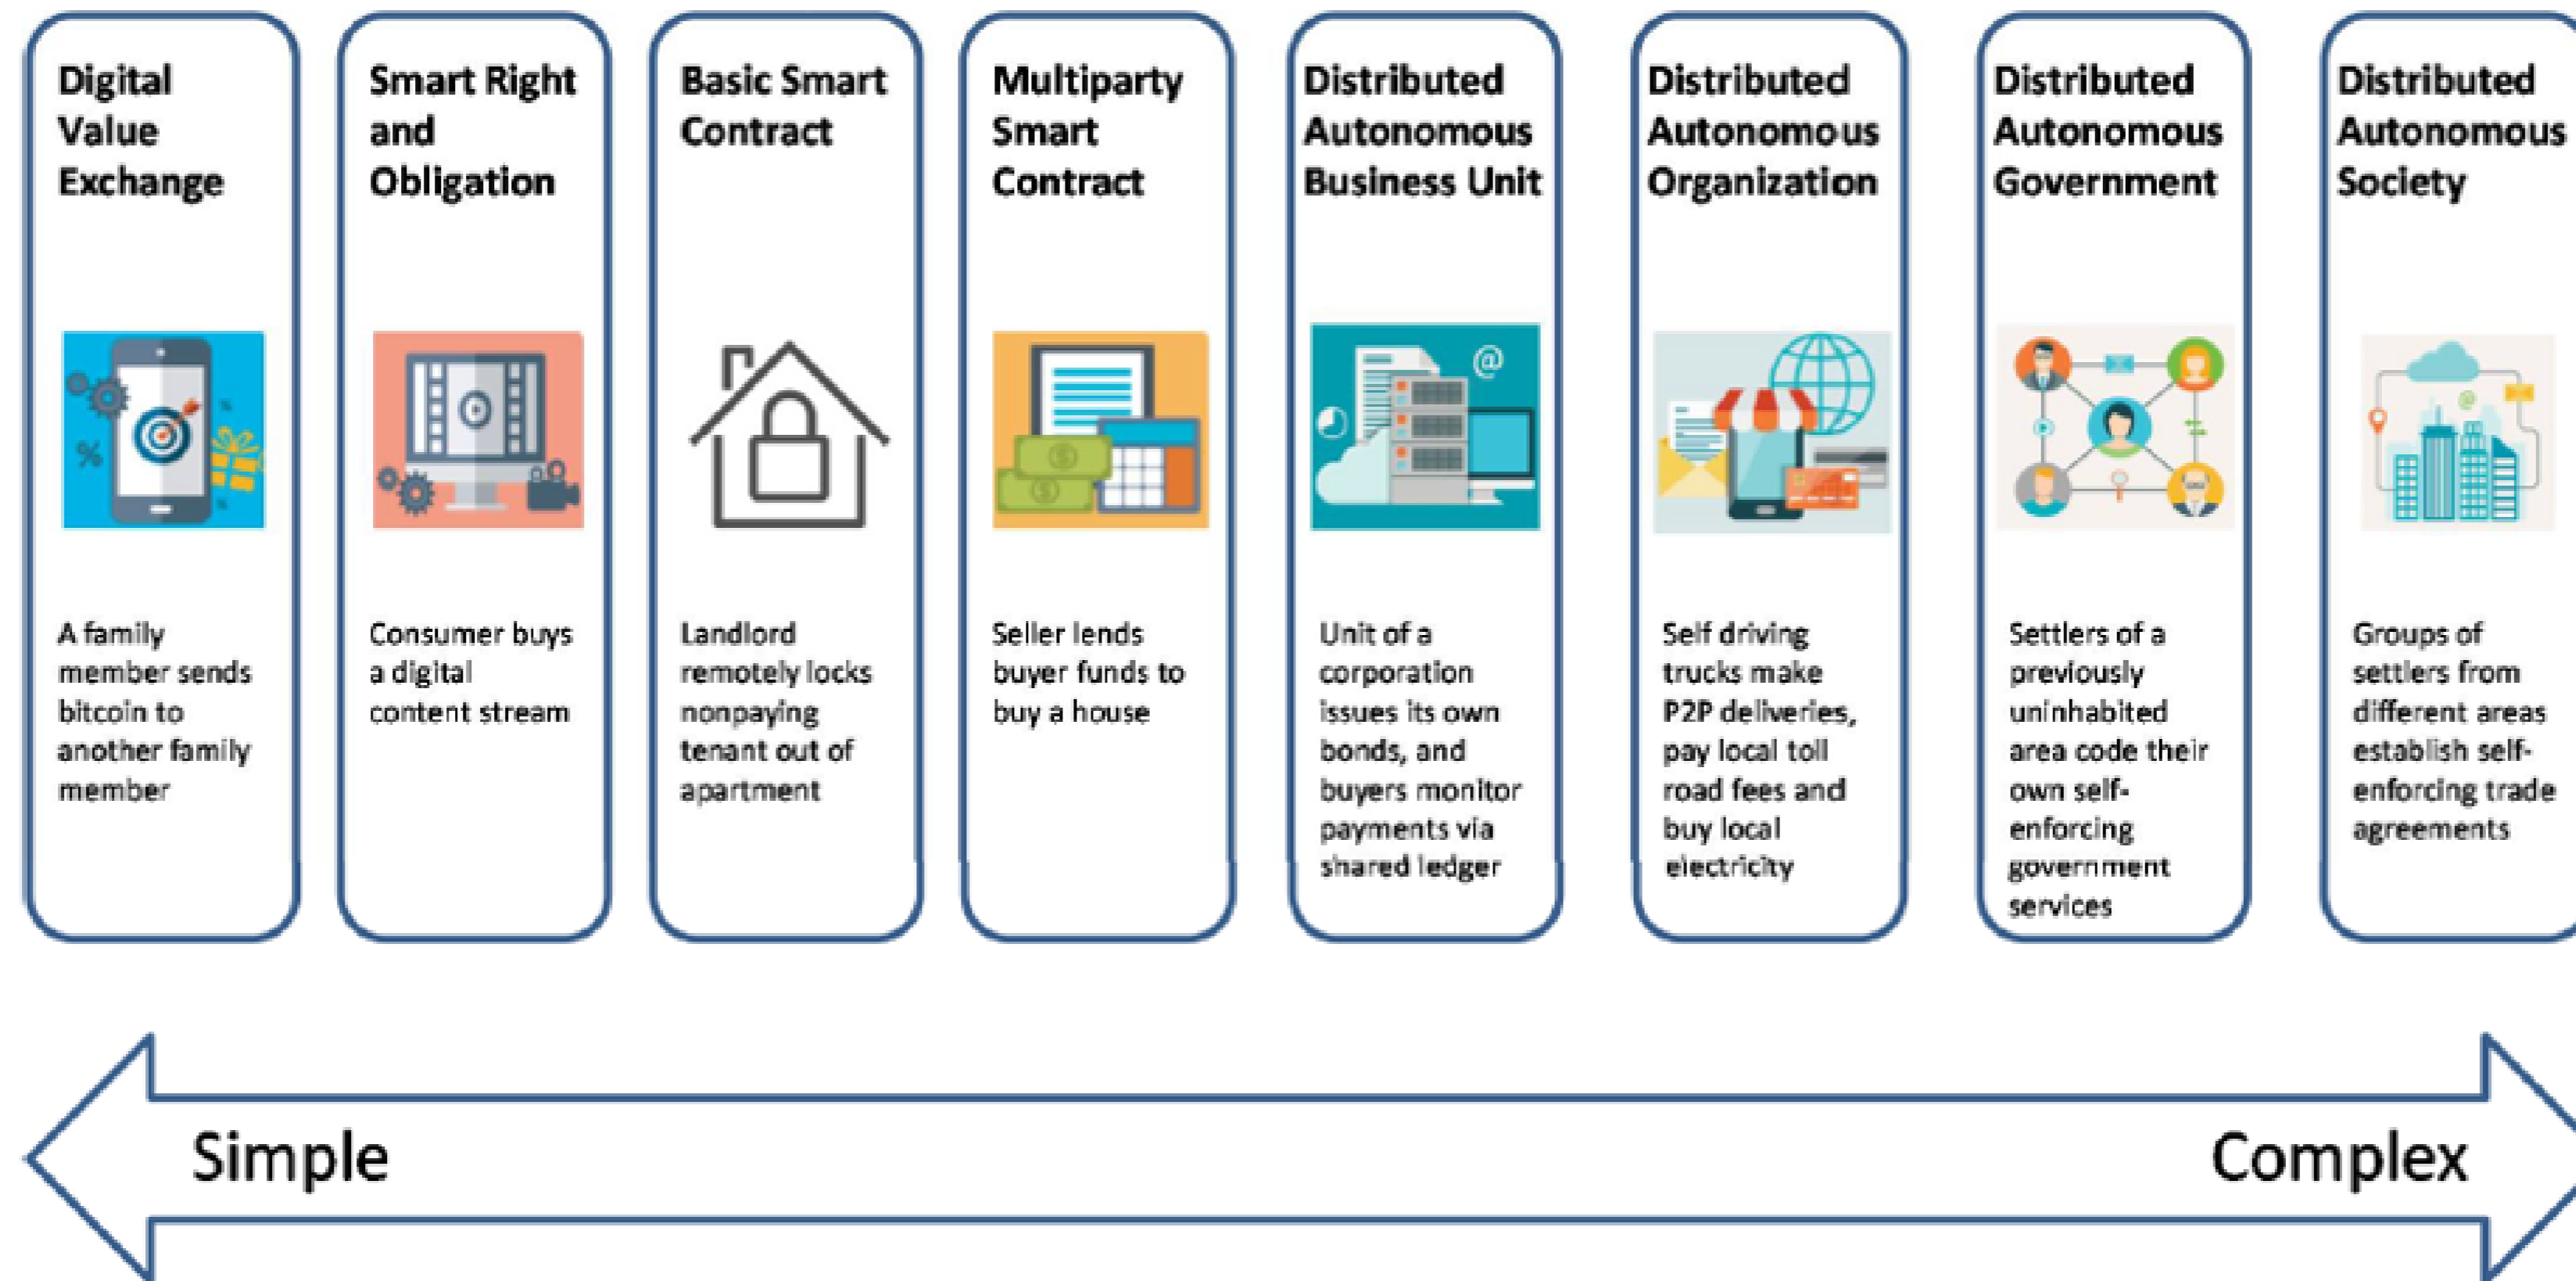 Digital
Value
Exchange
A family
member sends
bitcoin to
another family
member
Smart Right
and
Obligation
Consumer buys
a digital
content stream
Basic Smart
Contract
Landlord
remotely locks
nonpaying
tenant out of
apartment
Multiparty
Smart
Contract
Seller lends
buyer funds to
buy a house
Distributed
Autonomous
Business Unit
@
Unit of a
corporation
issues its own
bonds, and
buyers monitor
payments via
shared ledger
Distributed
Autonomous
Organization
Self driving
trucks make
P2P deliveries,
pay local toll
road fees and
buy local
electricity
Distributed
Autonomous
Government
Settlers of a
previously
uninhabited
area code their
own self-
enforcing
government
services
Distributed
Autonomous
Society
@
Groups of
settlers from
different areas
establish self-
enforcing trade
agreements
Simple
Complex